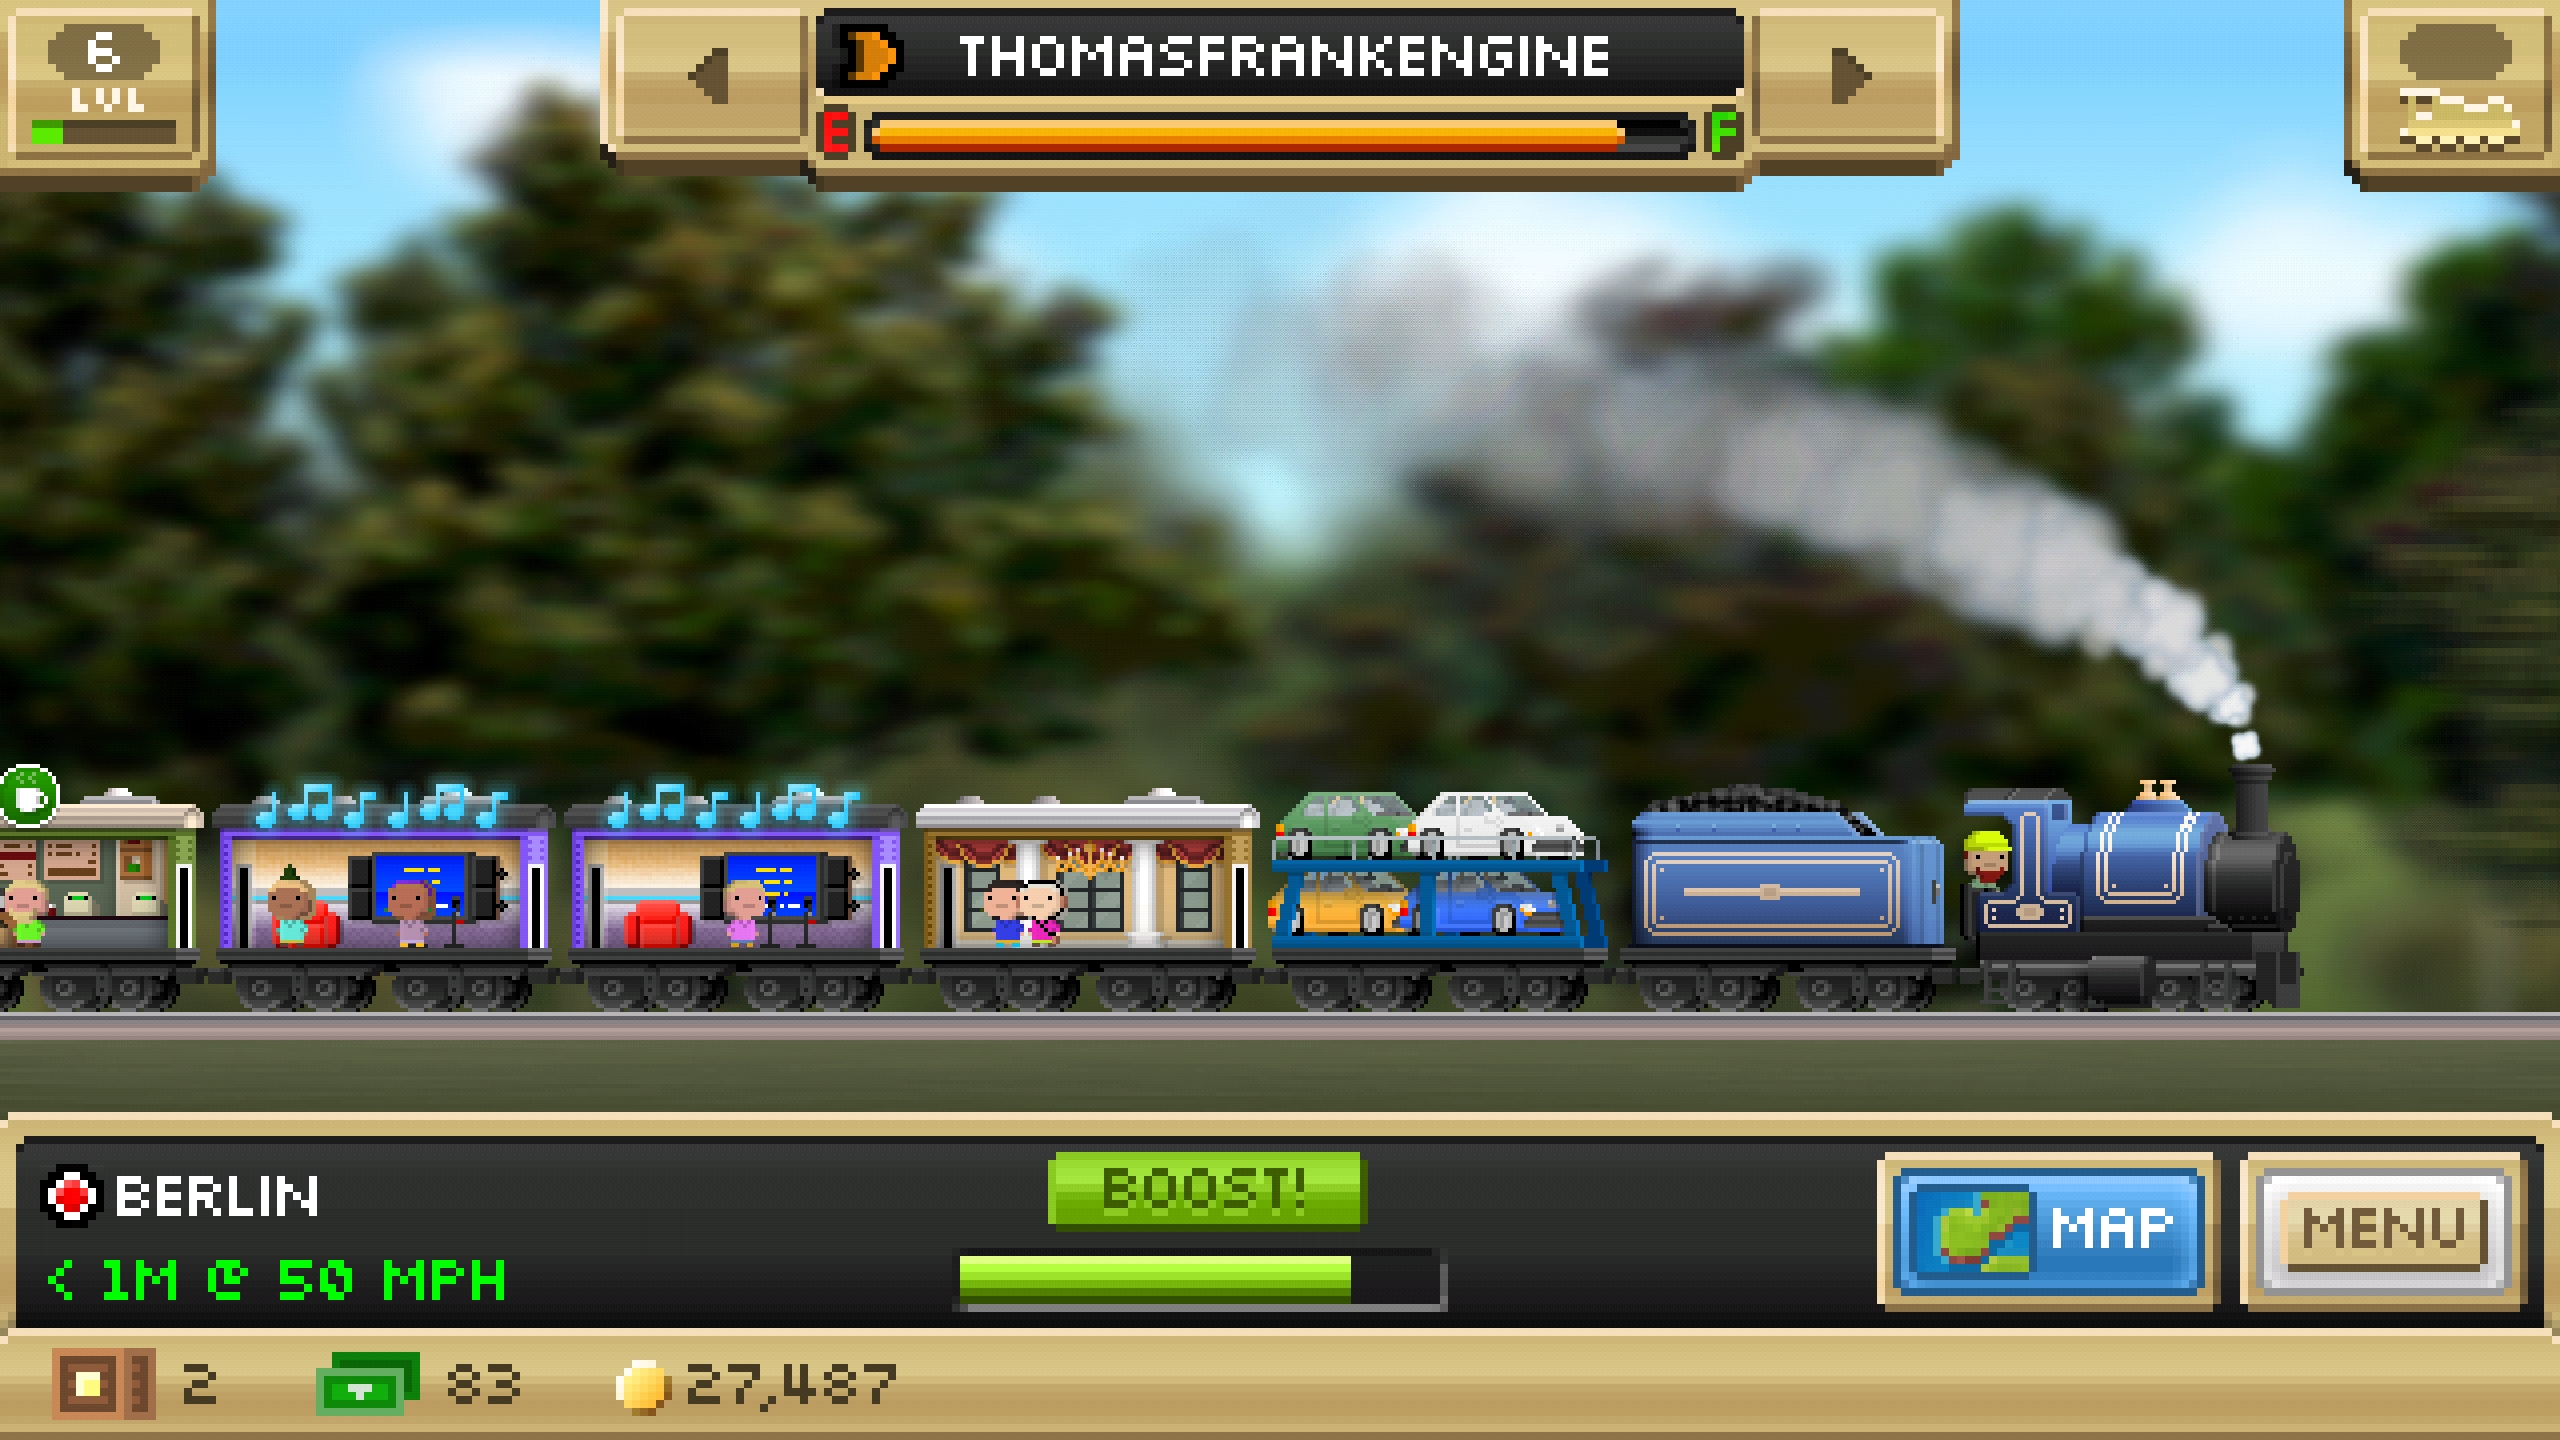 6
LVL
THOMASFRANKENGINE
E
F
BERLIN
BOOST!
< 1M @ 50 MPH
MAP
MENU
2
83
27,487